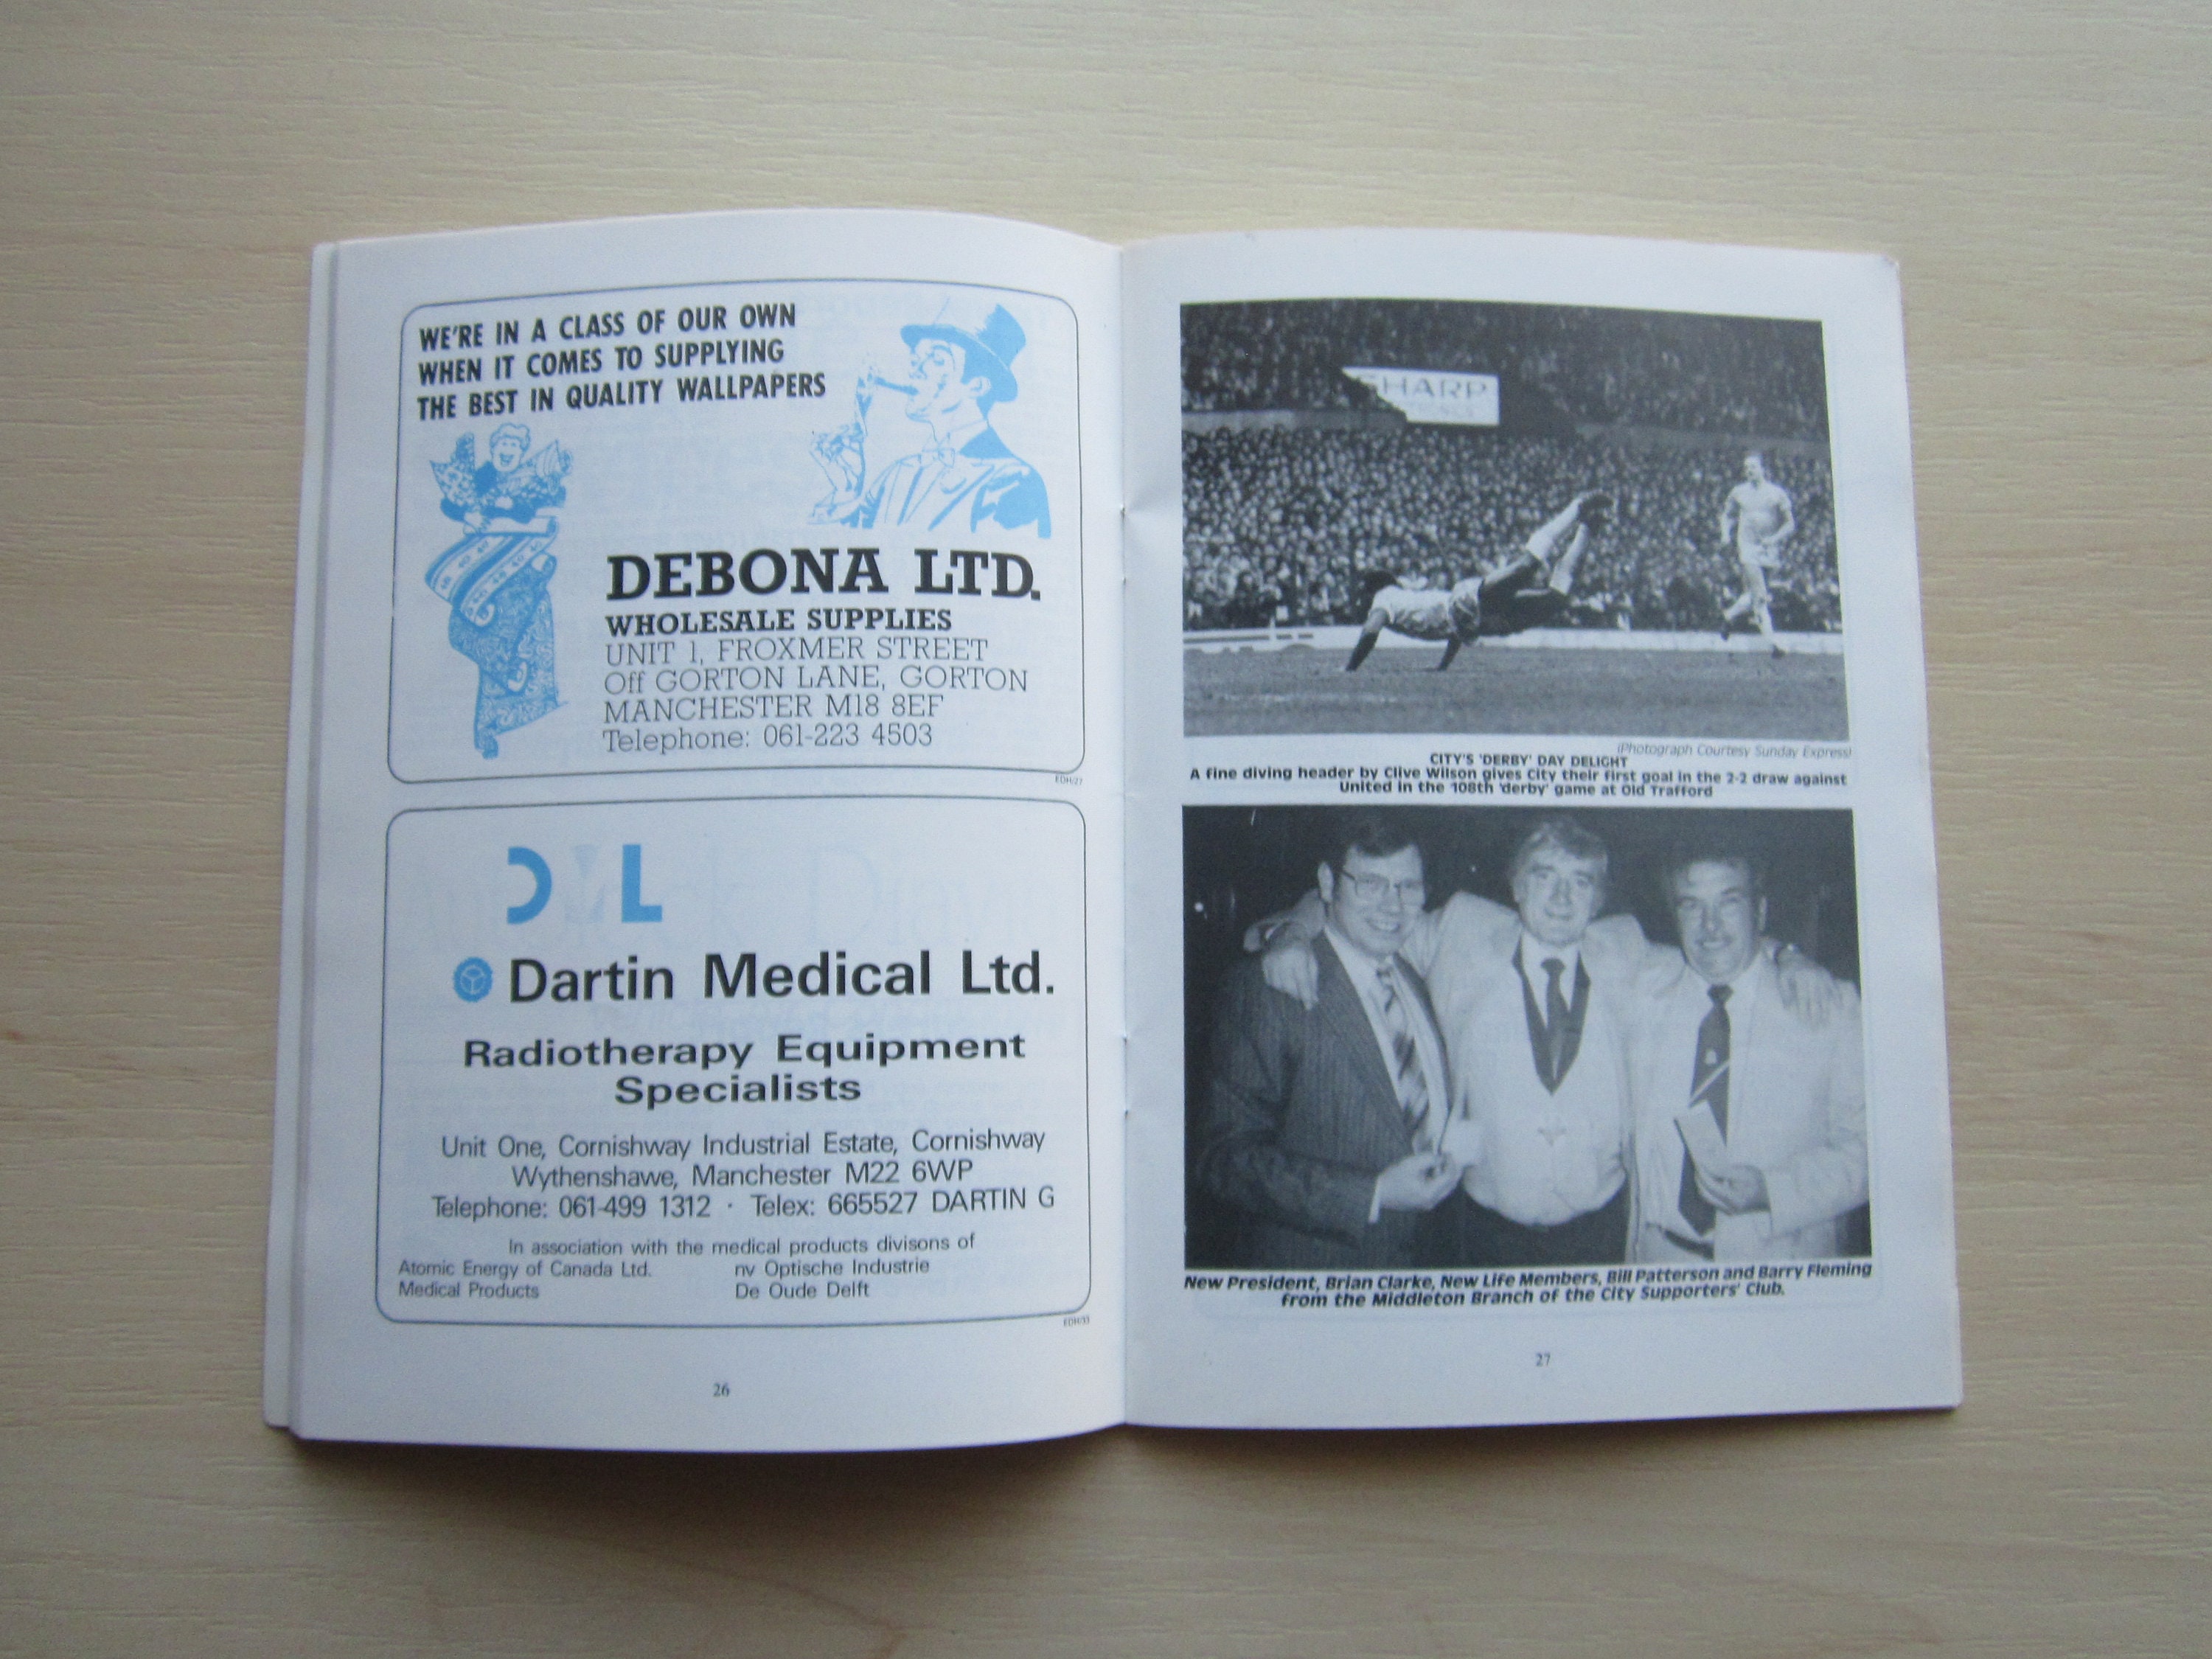 WE'RE IN A CLASS OF OUR OWN
WHEN IT COMES TO SUPPLYING
THE BEST IN QUALITY WALLPAPERS
DEBONA LTD.
WHOLESALE SUPPLIES
UNIT 1, FROXMER STREET
Off GORTON LANE, GORTON
MANCHESTER M18 8EF
Telephone: 061-223 4503
EDH/27
Dartin Medical Ltd.
Radiotherapy Equipment
Specialists
Unit One, Cornishway Industrial Estate, Cornishway
Wythenshawe, Manchester M22 6WP
Telephone: 061-499 1312 · Telex: 665527 DARTIN G
In association with the medical products divisons of
Atomic Energy of Canada Ltd. nv Optische Industrie
Medical Products De Oude Delft
EDH/33
26
SHARP
(Photograph Courtesy Sunday Express)
CITY'S 'DERBY' DAY DELIGHT
A fine diving header by Clive Wilson gives City their first goal in the 2-2 draw against
United in the 108th 'derby' game at Old Trafford
New President, Brian Clarke, New Life Members, Bill Patterson and Barry Fleming
from the Middleton Branch of the City Supporters' Club.
27